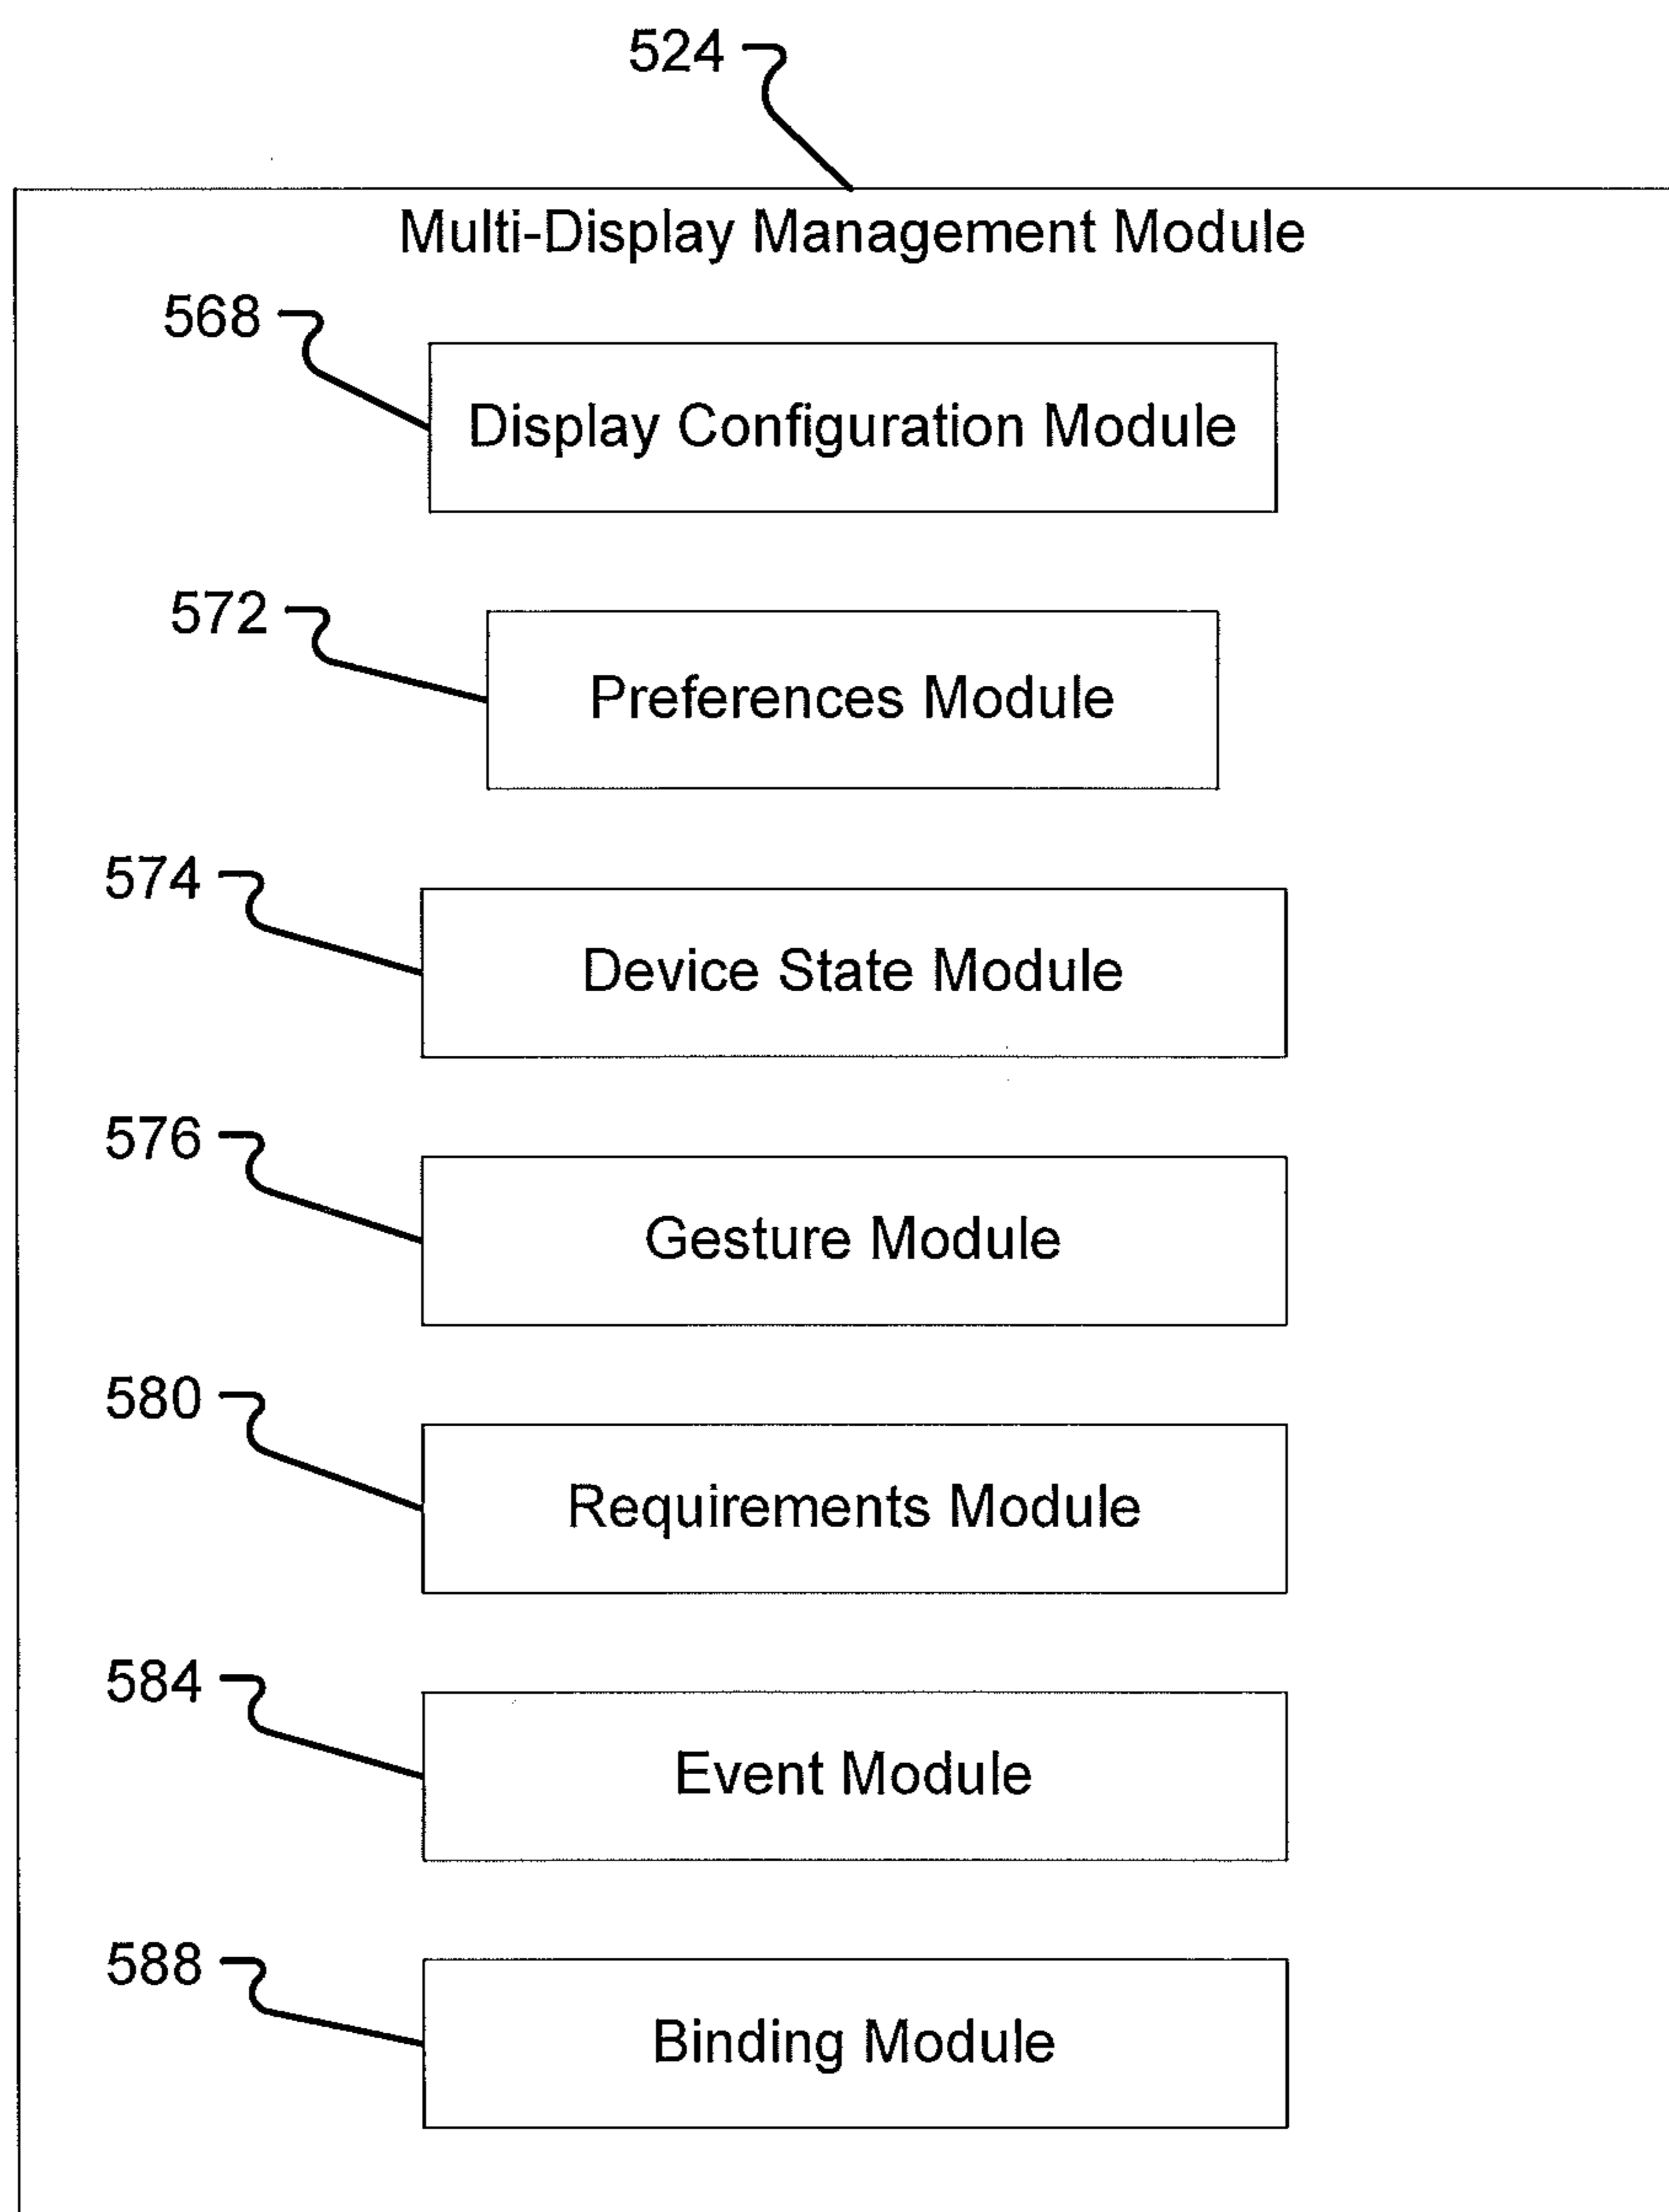 524
Multi-Display Management Module
568
Display Configuration Module
572
Preferences Module
574
Device State Module
576
Gesture Module
580
Requirements Module
584
Event Module
588
Binding Module